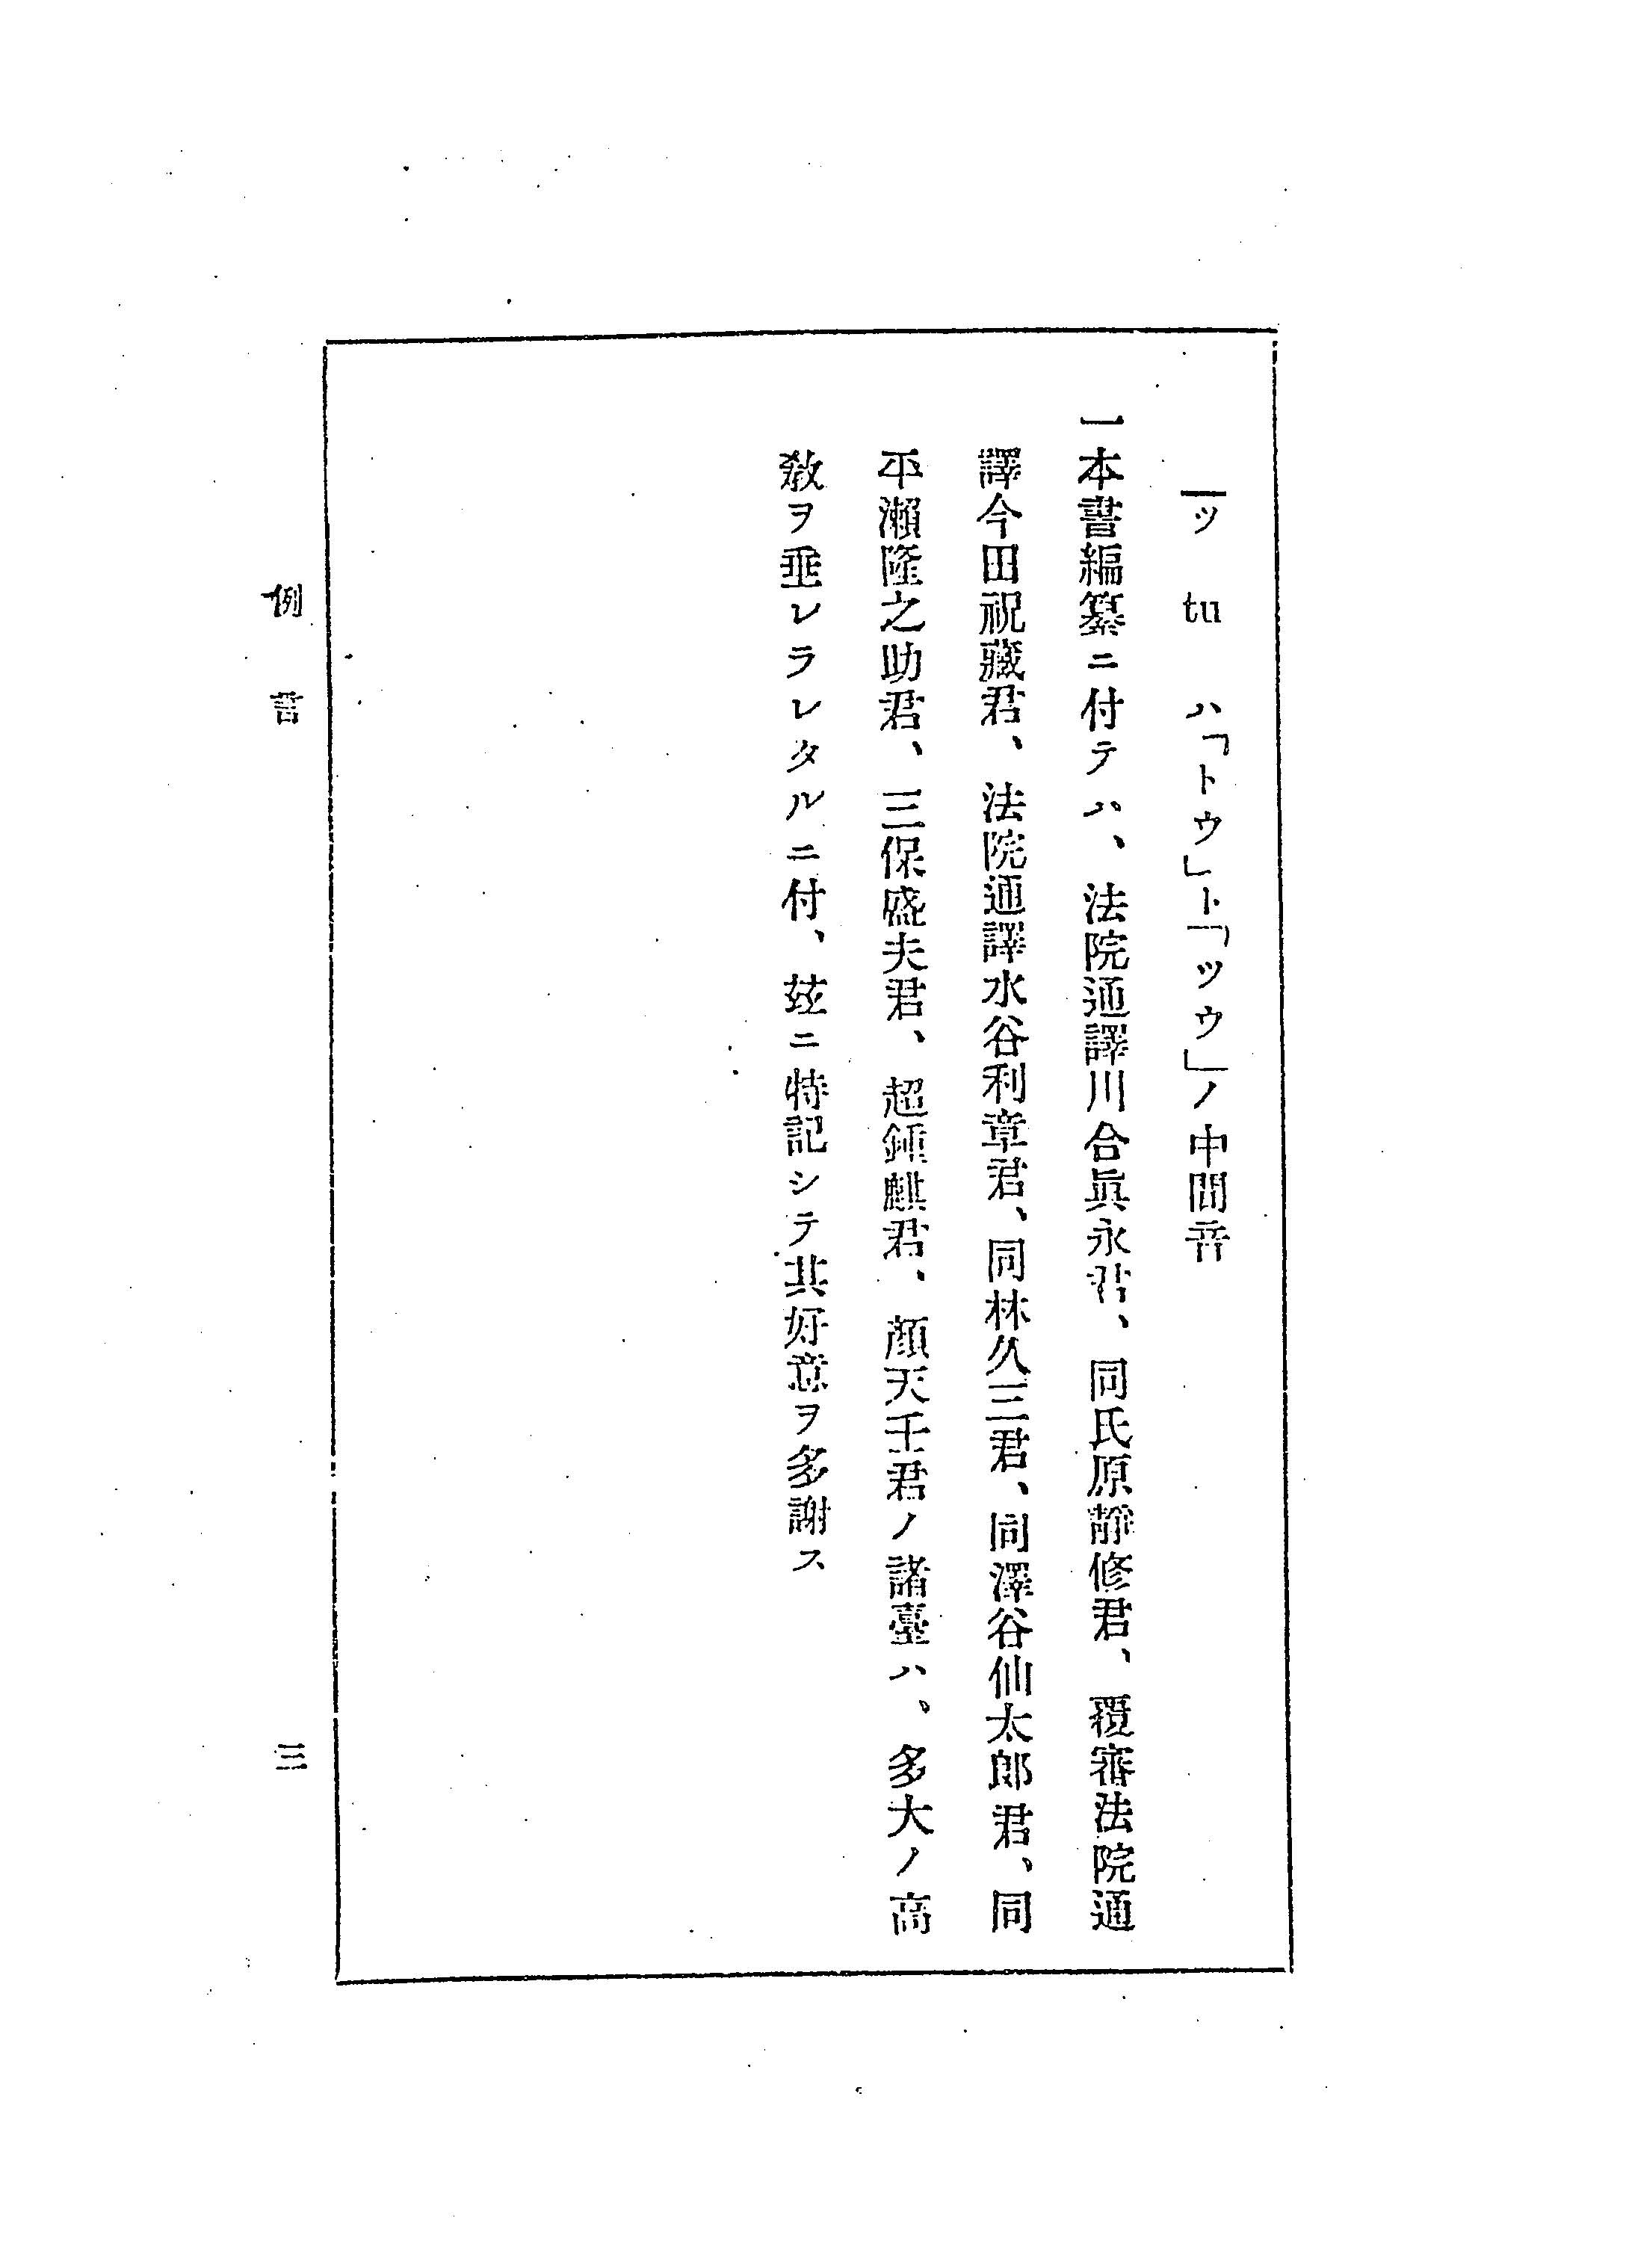 ツ̄ tu ハ「トウ」ト「ツウ」ノ中間音
一本書編纂ニ付テハ、法院通譯川合眞永君、同氏原靜修君、覆審法院通
譯今田祝藏君、法院通譯水谷利章君、同林久三君、同澤谷仙太郎君、同
平瀨隆之助君、三保盛夫君、超鍾麒君、顏天壬君ノ諸臺ハ、多大ノ高
敎ヲ垂レラレタルニ付、玆ニ特記シテ其好意ヲ多謝ス
例言
三